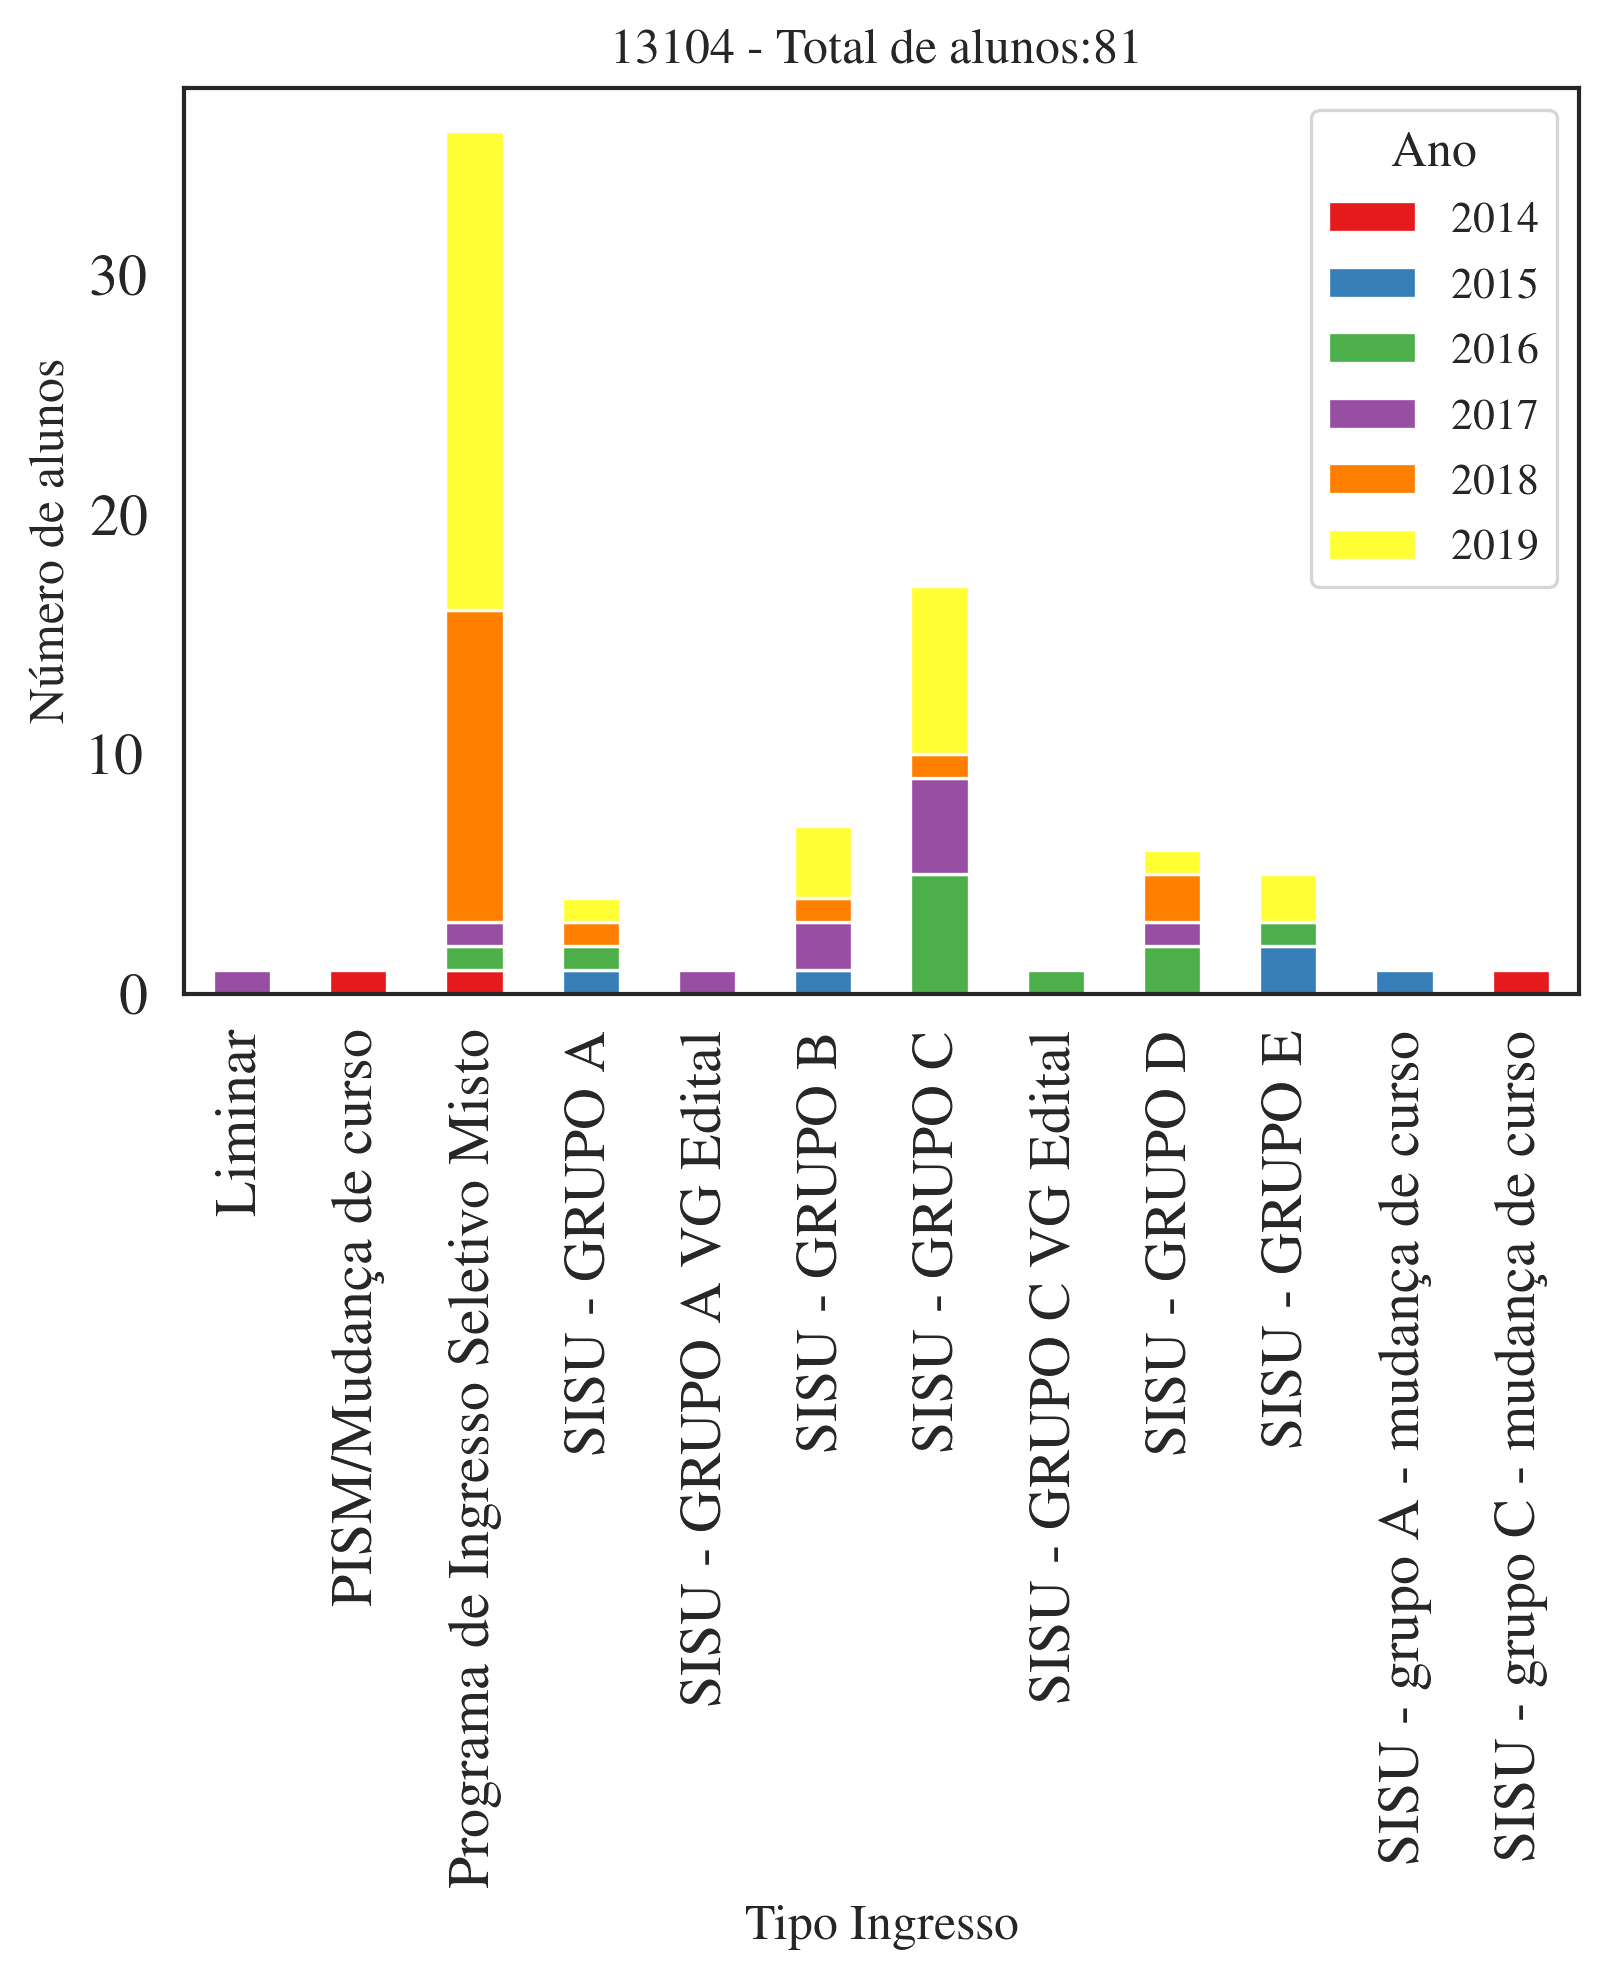 13104 - Total de alunos:81
Número de alunos
30
20
10
0
Ano
2014
2015
2016
2017
2018
2019
Liminar
PISM/Mudança de curso
Programa de Ingresso Seletivo Misto
SISU - GRUPO A
SISU - GRUPO A VG Edital
SISU - GRUPO B
SISU - GRUPO C
SISU - GRUPO C VG Edital
SISU - GRUPO D
SISU - GRUPO E
SISU - grupo A - mudança de curso
SISU - grupo C - mudança de curso
Tipo Ingresso